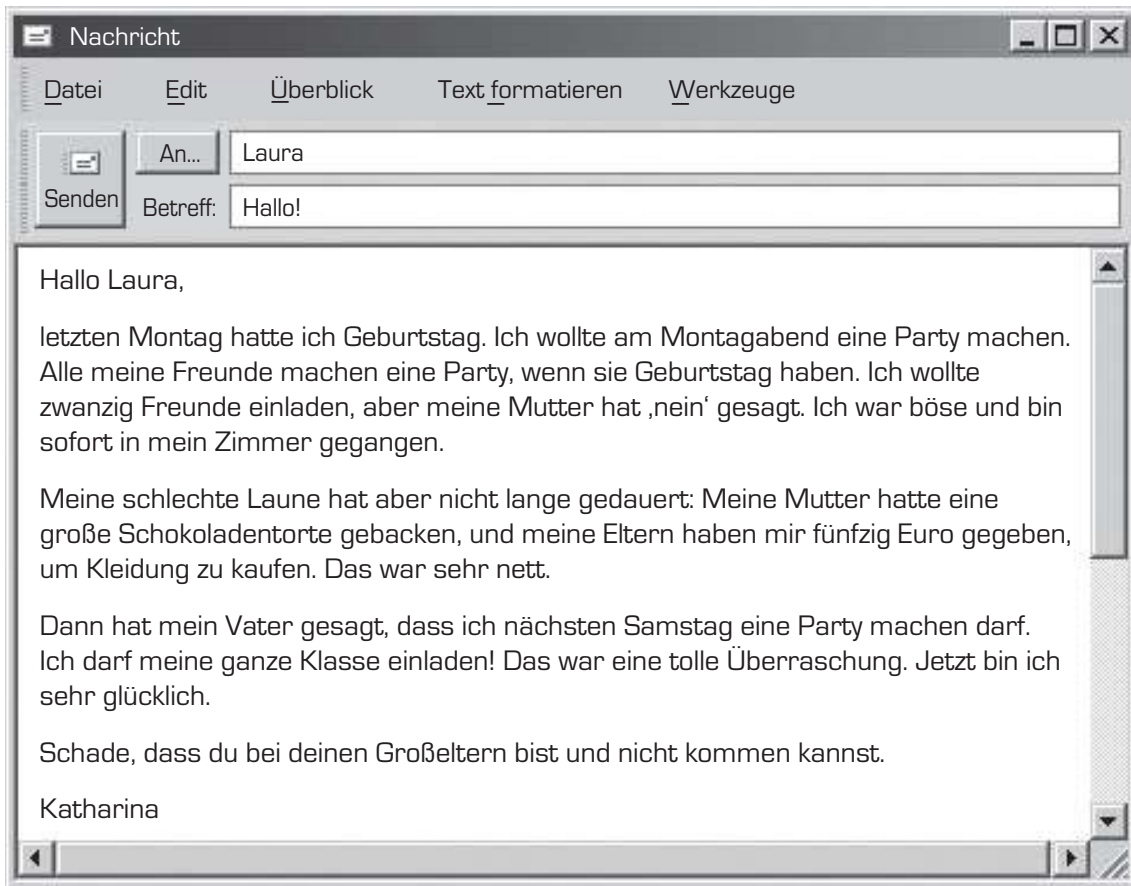 Nachricht
Datei Edit Überblick Text formatieren Werkzeuge
An... Laura
Senden
Betreff: Hallo!
Hallo Laura,
letzten Montag hatte ich Geburtstag. Ich wollte am Montagabend eine Party machen.
Alle meine Freunde machen eine Party, wenn sie Geburtstag haben. Ich wollte
zwanzig Freunde einladen, aber meine Mutter hat ‚nein‘ gesagt. Ich war böse und bin
sofort in mein Zimmer gegangen.
Meine schlechte Laune hat aber nicht lange gedauert: Meine Mutter hatte eine
große Schokoladentorte gebacken, und meine Eltern haben mir fünfzig Euro gegeben,
um Kleidung zu kaufen. Das war sehr nett.
Dann hat mein Vater gesagt, dass ich nächsten Samstag eine Party machen darf.
Ich darf meine ganze Klasse einladen! Das war eine tolle Überraschung. Jetzt bin ich
sehr glücklich.
Schade, dass du bei deinen Großeltern bist und nicht kommen kannst.
Katharina